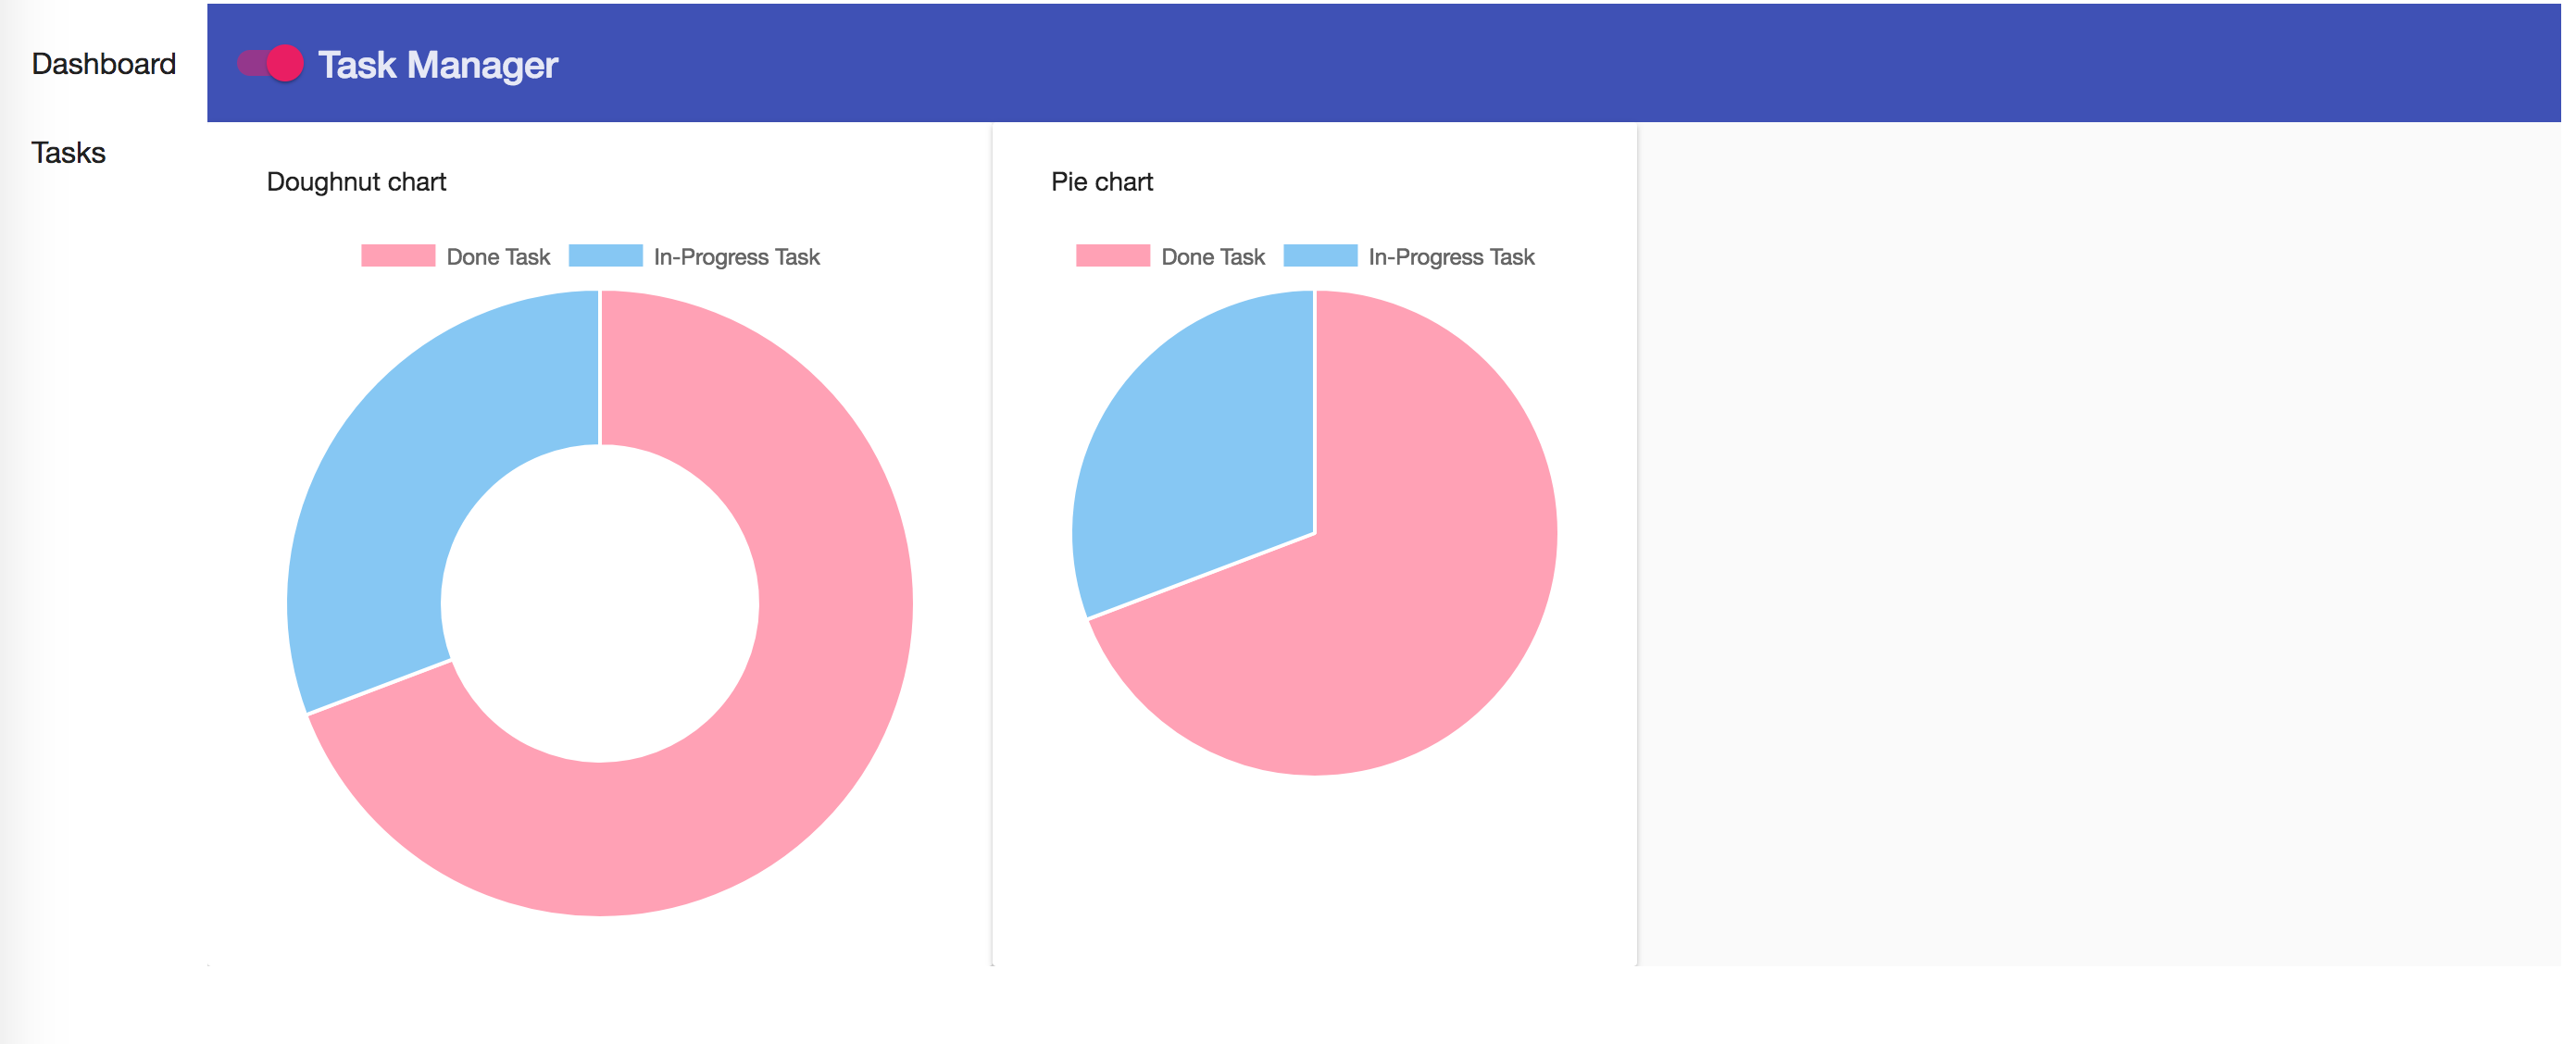 Dashboard
Tasks
Task Manager
Doughnut chart
Done Task In-Progress Task
Pie chart
Done Task In-Progress Task